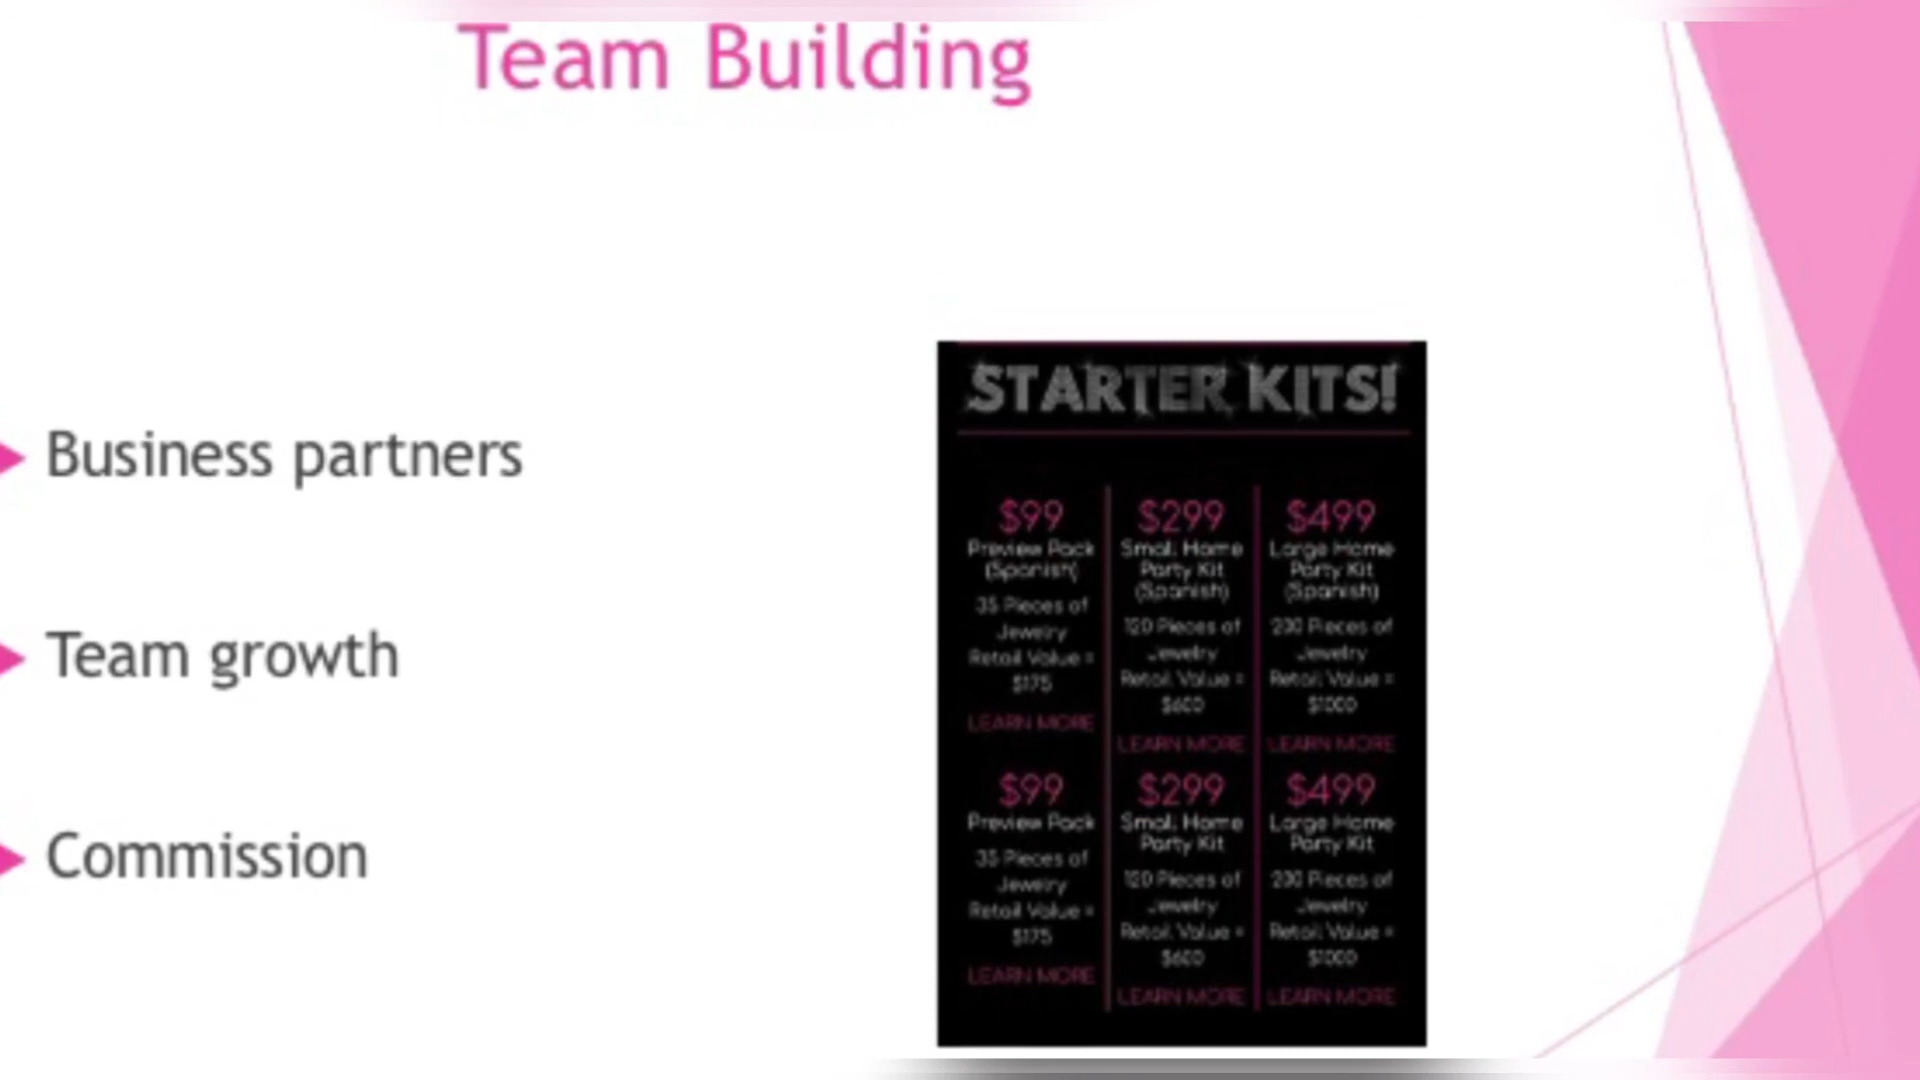 Team Building
Business partners
Team growth
Commission
STARTER KITS!
$99
Preview Pack
(Spanish)
35 Pieces of
Jewelry
Retail Value =
$175
LEARN MORE
$299
Small Home
Party Kit
(Spanish)
120 Pieces of
Jewelry
Retail Value =
$600
LEARN MORE
$499
Large Home
Party Kit
(Spanish)
200 Pieces of
Jewelry
Retail Value =
$1000
LEARN MORE
$99
Preview Pack
35 Pieces of
Jewelry
Retail Value =
$175
LEARN MORE
$299
Small Home
Party Kit
120 Pieces of
Jewelry
Retail Value =
$600
LEARN MORE
$499
Large Home
Party Kit
200 Pieces of
Jewelry
Retail Value =
$1000
LEARN MORE